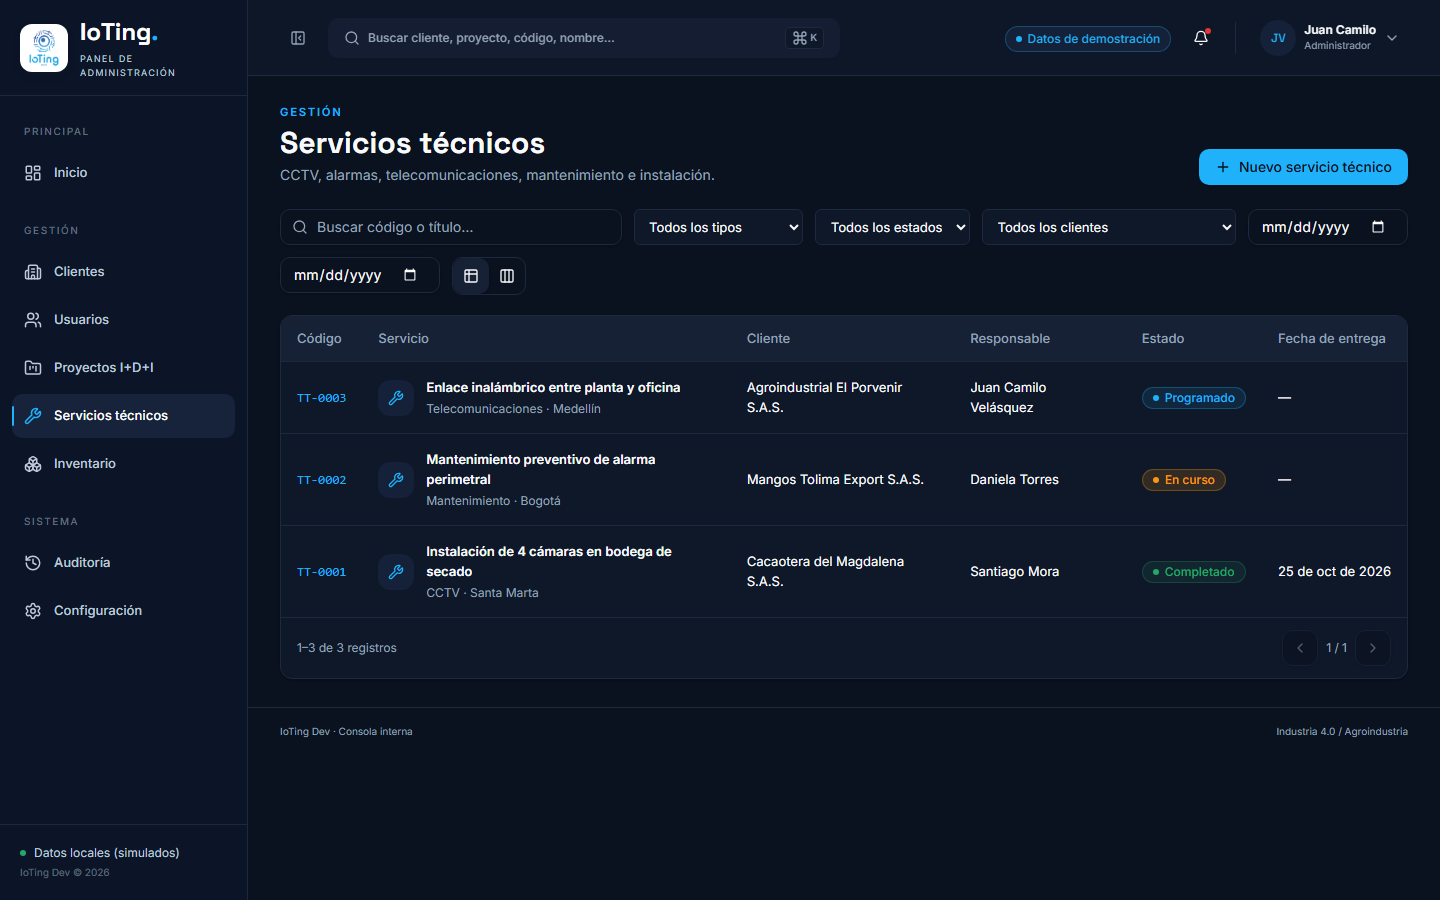 IoTing.
PANEL DE
ADMINISTRACIÓN
IoTing
PRINCIPAL
Inicio
GESTIÓN
Clientes
Usuarios
Proyectos I+D+I
Servicios técnicos
Inventario
SISTEMA
Auditoría
Configuración
Datos locales (simulados)
IoTing Dev © 2026
Buscar cliente, proyecto, código, nombre...
⌘ K
Datos de demostración
JV
Juan Camilo
Administrador
GESTIÓN
Servicios técnicos
CCTV, alarmas, telecomunicaciones, mantenimiento e instalación.
+ Nuevo servicio técnico
Buscar código o título...
Todos los tipos
Todos los estados
Todos los clientes
mm/dd/yyyy
mm/dd/yyyy
Código Servicio Cliente Responsable Estado Fecha de entrega
TT-0003
Enlace inalámbrico entre planta y oficina
Telecomunicaciones · Medellín
Agroindustrial El Porvenir
S.A.S.
Juan Camilo
Velásquez
Programado
—
TT-0002
Mantenimiento preventivo de alarma
perimetral
Mantenimiento · Bogotá
Mangos Tolima Export S.A.S.
Daniela Torres
En curso
—
TT-0001
Instalación de 4 cámaras en bodega de
secado
CCTV · Santa Marta
Cacaotera del Magdalena
S.A.S.
Santiago Mora
Completado
25 de oct de 2026
1–3 de 3 registros
1 / 1
IoTing Dev · Consola interna
Industria 4.0 / Agroindustria